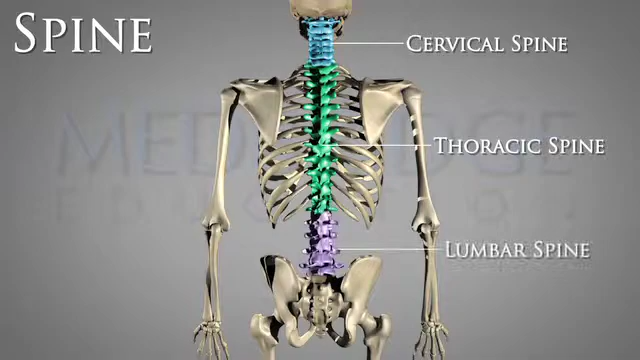 Spine
Cervical Spine
Thoracic Spine
Lumbar Spine